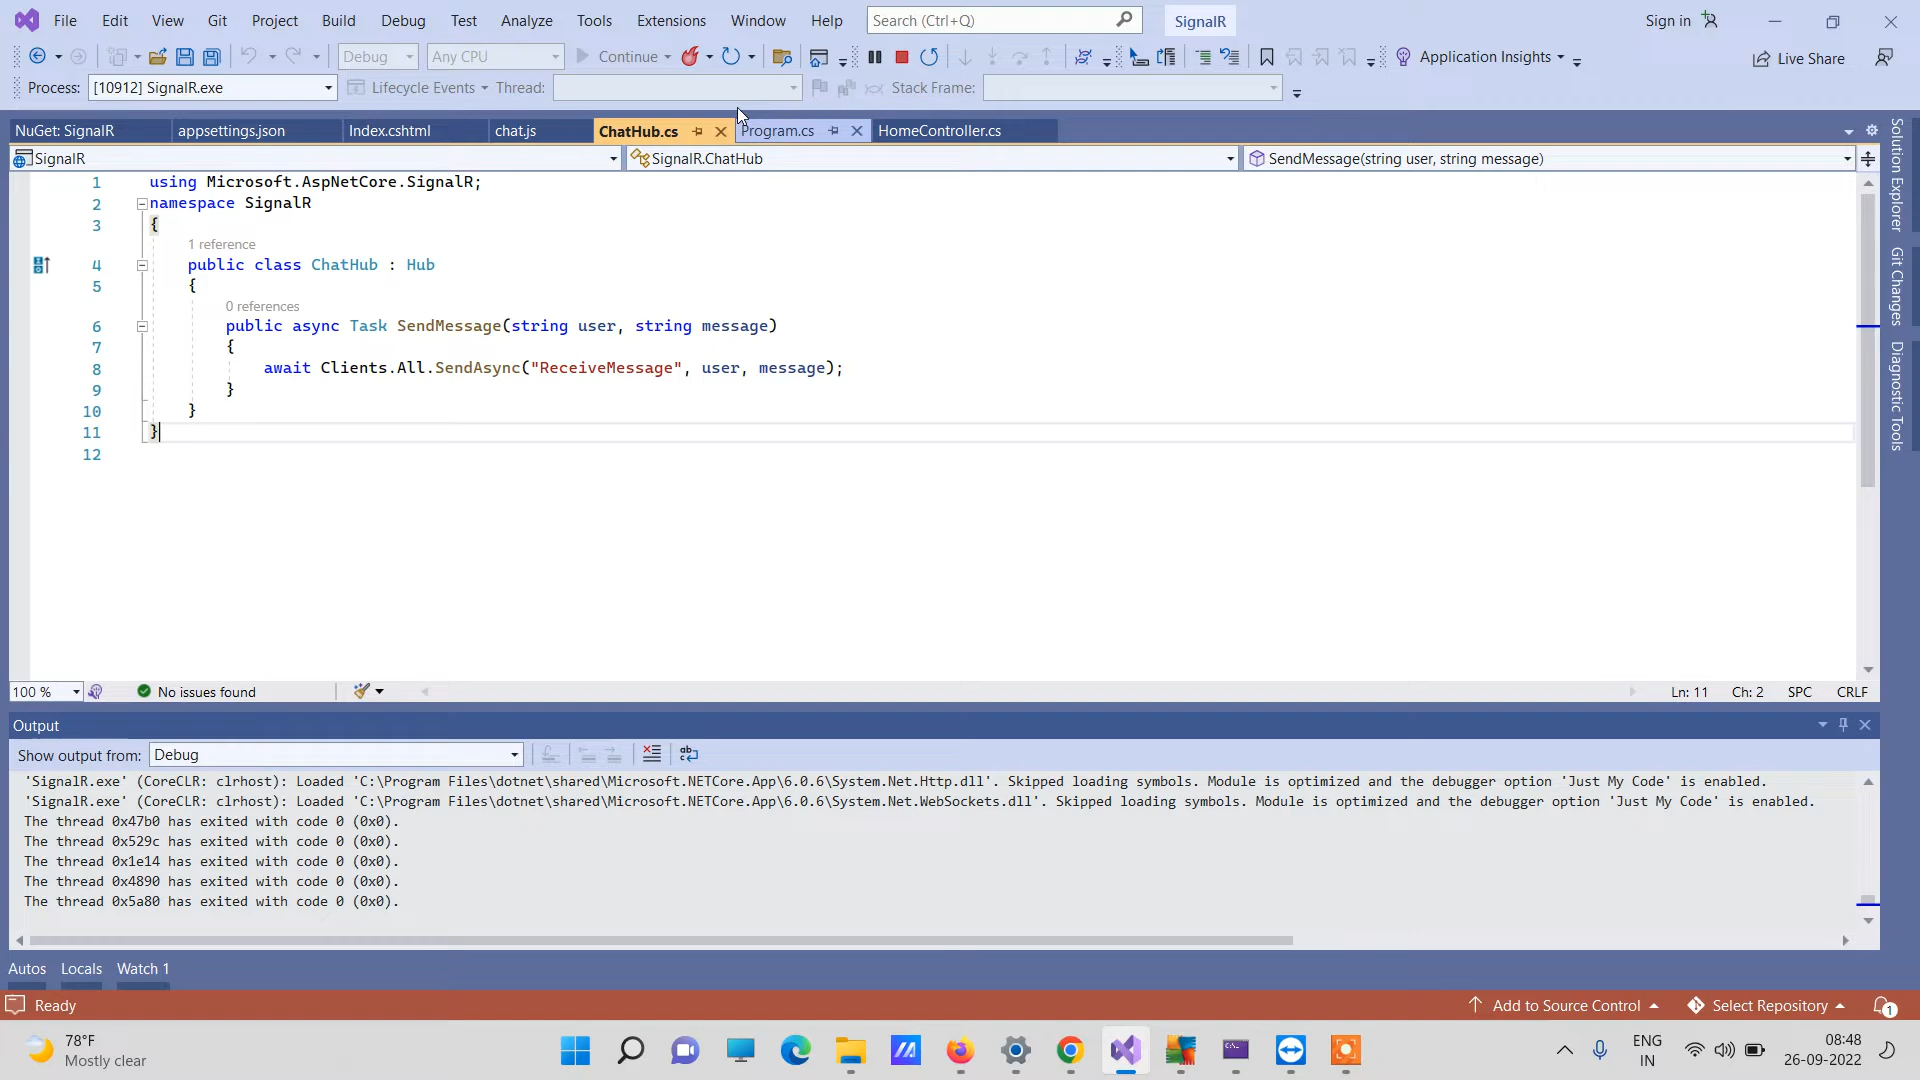 File Edit View Git Project Build Debug Test Analyze Tools Extensions Window Help Search (Ctrl+Q) SignalR Sign in
Debug Any CPU Continue Application Insights Live Share
Process: [10912] SignalR.exe Lifecycle Events Thread: Stack Frame:
NuGet: SignalR appsettings.json Index.cshtml chat.js ChatHub.cs Program.cs HomeController.cs
SignalR SignalR.ChatHub SendMessage(string user, string message)
1 using Microsoft.AspNetCore.SignalR;
2 namespace SignalR
3 {
1 reference
4 public class ChatHub : Hub
5 {
0 references
6 public async Task SendMessage(string user, string message)
7 {
8 await Clients.All.SendAsync("ReceiveMessage", user, message);
9 }
10 }
11 }
12
Solution Explorer
Git Changes
Diagnostic Tools
100 % No issues found Ln: 11 Ch: 2 SPC CRLF
Output
Show output from: Debug
'SignalR.exe' (CoreCLR: clrhost): Loaded 'C:\Program Files\dotnet\shared\Microsoft.NETCore.App\6.0.6\System.Net.Http.dll'. Skipped loading symbols. Module is optimized and the debugger option 'Just My Code' is enabled.
'SignalR.exe' (CoreCLR: clrhost): Loaded 'C:\Program Files\dotnet\shared\Microsoft.NETCore.App\6.0.6\System.Net.WebSockets.dll'. Skipped loading symbols. Module is optimized and the debugger option 'Just My Code' is enabled.
The thread 0x47b0 has exited with code 0 (0x0).
The thread 0x529c has exited with code 0 (0x0).
The thread 0x1e14 has exited with code 0 (0x0).
The thread 0x4890 has exited with code 0 (0x0).
The thread 0x5a80 has exited with code 0 (0x0).
Autos Locals Watch 1
Ready Add to Source Control Select Repository 1
78°F
Mostly clear
ENG
IN
08:48
26-09-2022